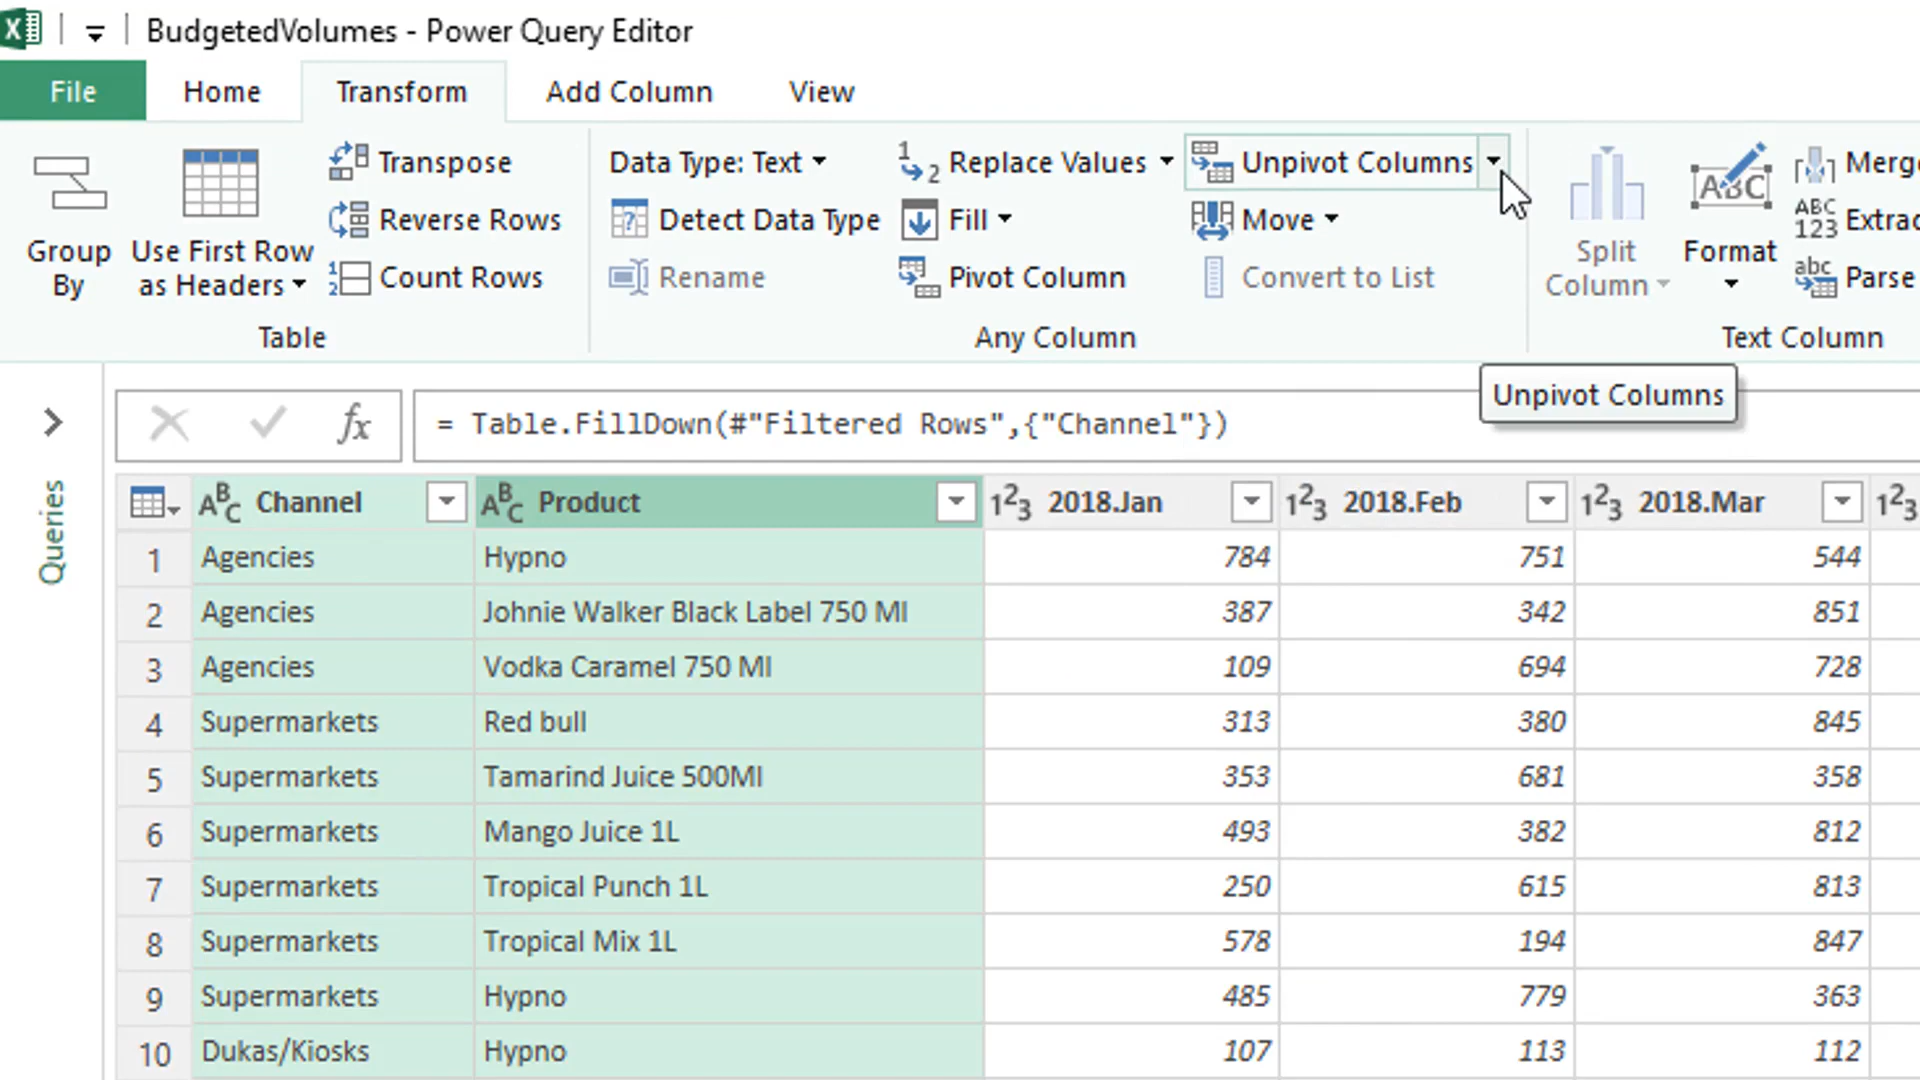 BudgetedVolumes - Power Query Editor
File Home Transform Add Column View
Group By
Use First Row as Headers
Transpose
Reverse Rows
Count Rows
Table
Data Type: Text
Detect Data Type
Rename
Replace Values
Fill
Pivot Column
Unpivot Columns
Move
Convert to List
Any Column
Split Column
Format
Merge
Extrac
Parse
Text Column
Unpivot Columns
fx = Table.FillDown(#"Filtered Rows",{"Channel"})
Queries
Channel Product 2018.Jan 2018.Feb 2018.Mar
1 Agencies Hypno 784 751 544
2 Agencies Johnie Walker Black Label 750 Ml 387 342 851
3 Agencies Vodka Caramel 750 Ml 109 694 728
4 Supermarkets Red bull 313 380 845
5 Supermarkets Tamarind Juice 500Ml 353 681 358
6 Supermarkets Mango Juice 1L 493 382 812
7 Supermarkets Tropical Punch 1L 250 615 813
8 Supermarkets Tropical Mix 1L 578 194 847
9 Supermarkets Hypno 485 779 363
10 Dukas/Kiosks Hypno 107 113 112